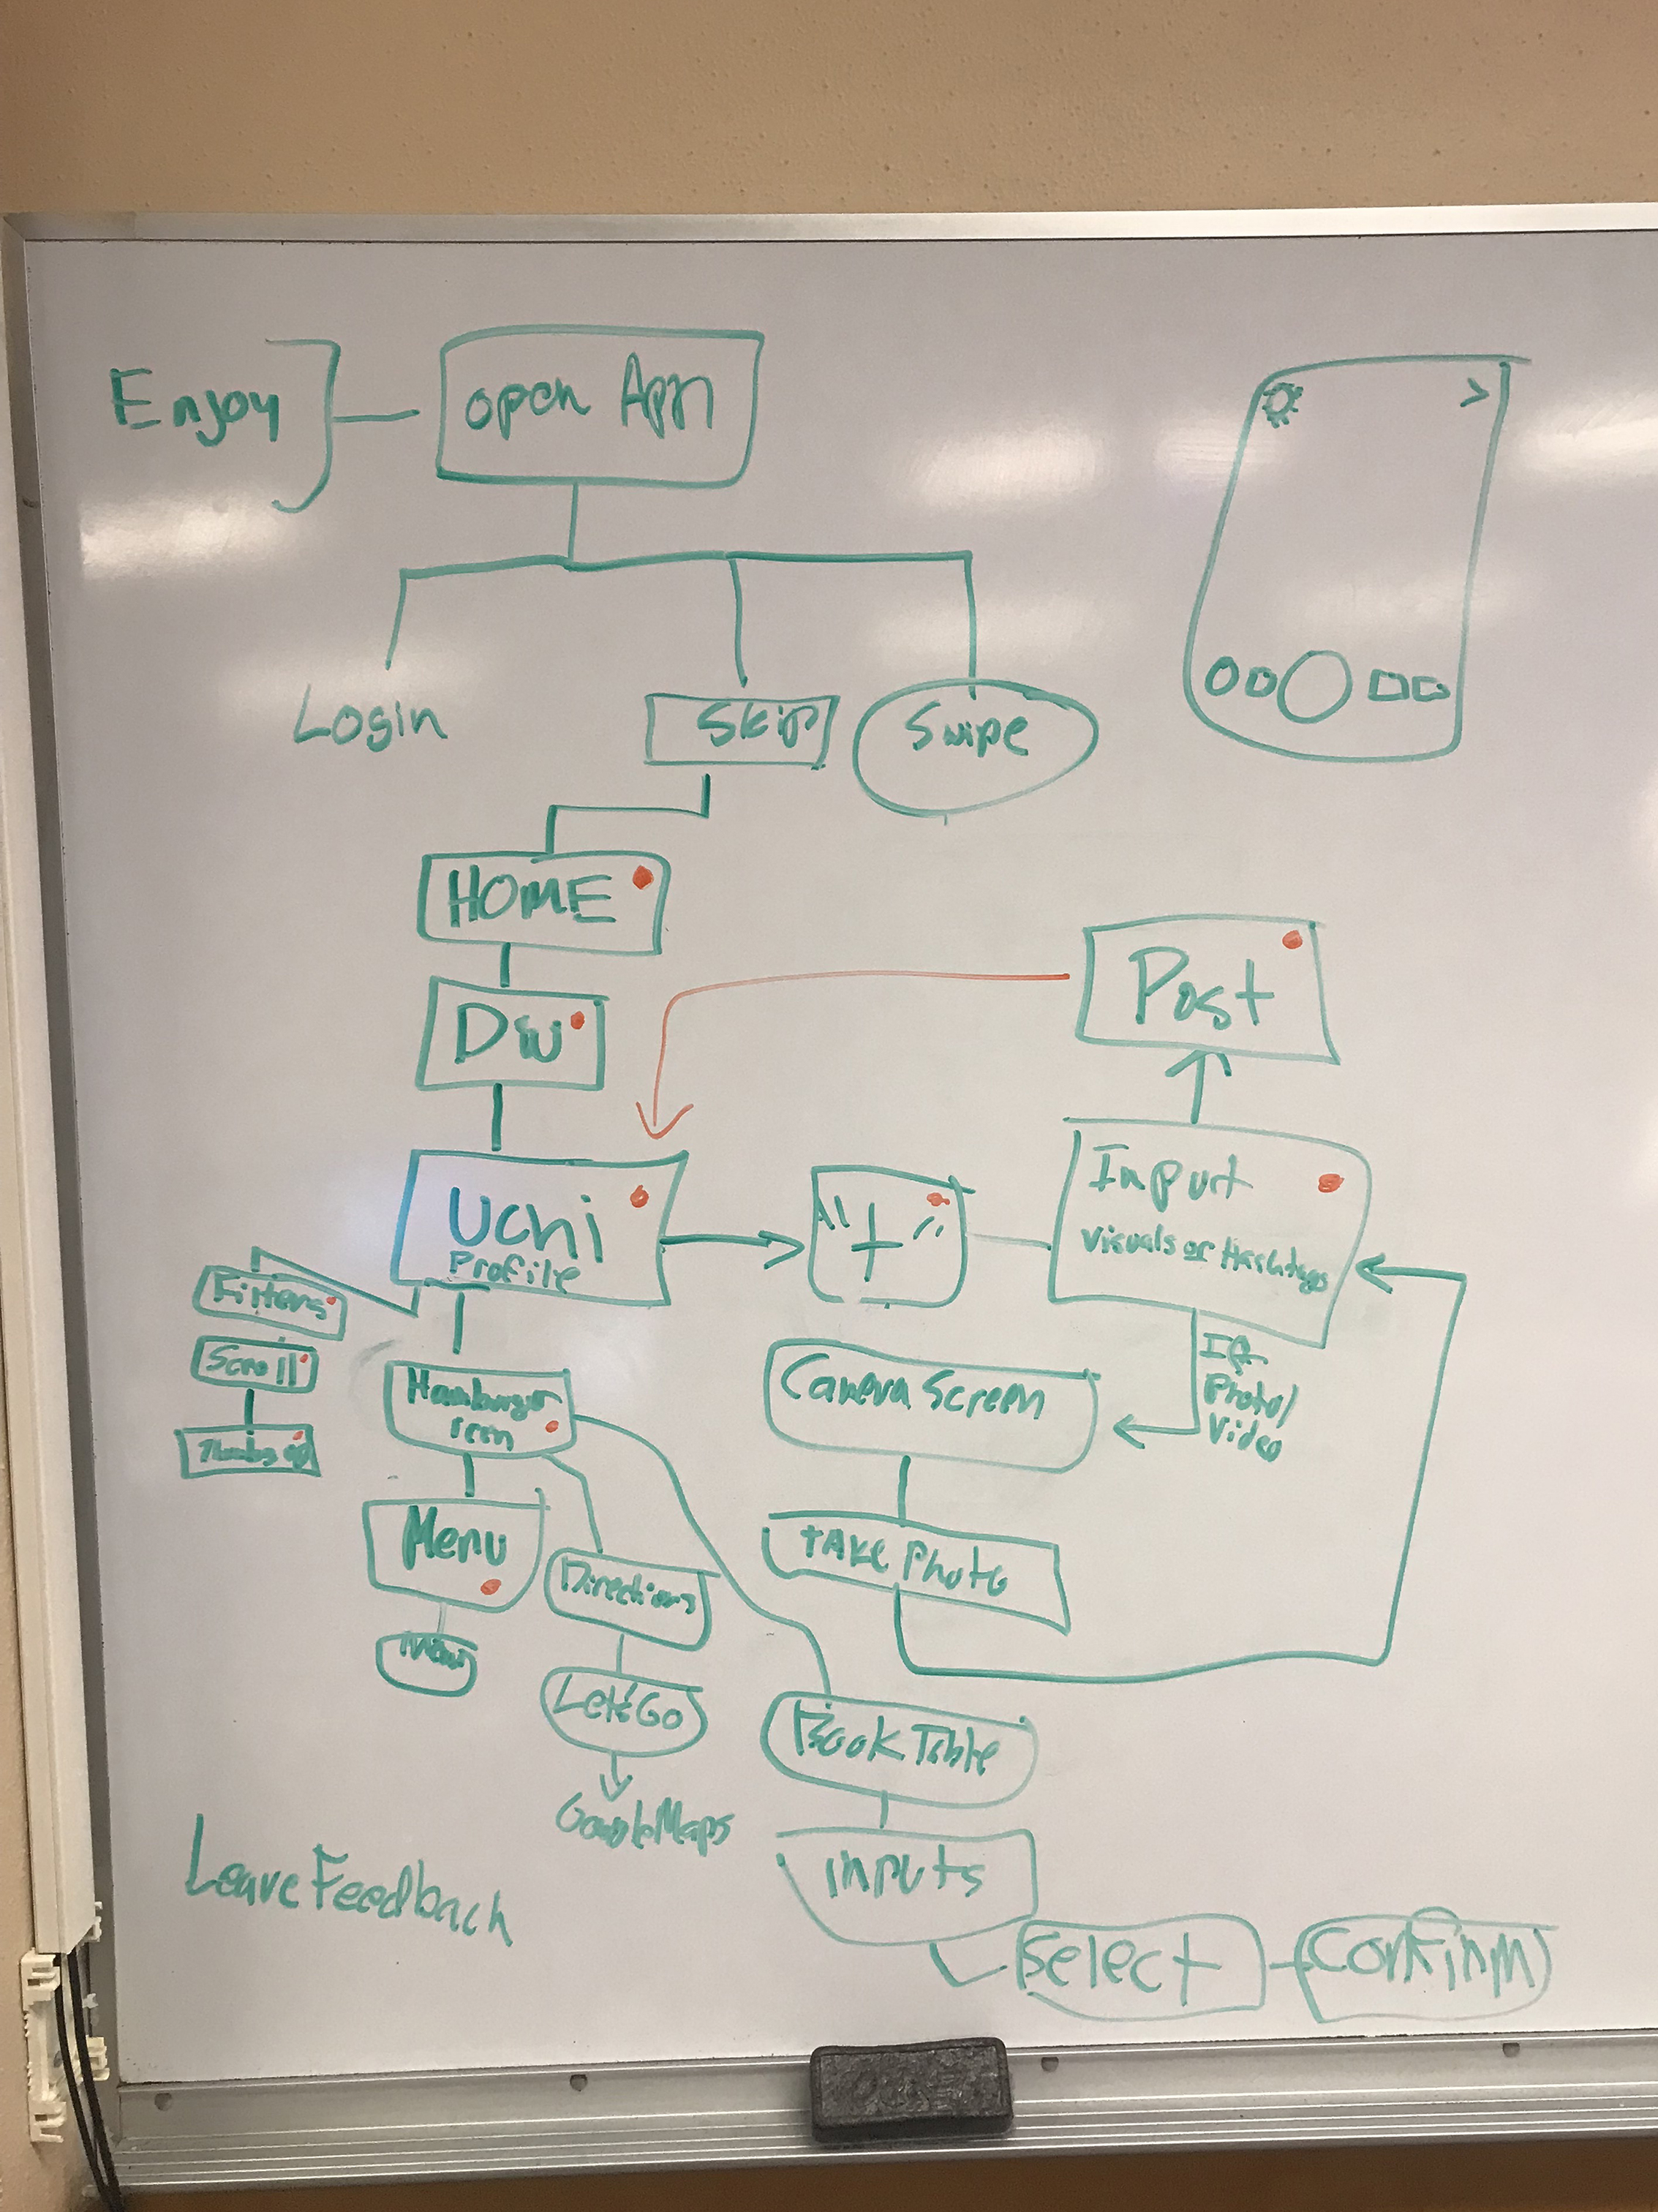 Enjoy
open App
Login
Skip
Swipe
HOME
Post
Uchi
Profile
"+"
Input
Visuals or Hashtags
If
Photo/
Video
Filters
Scroll
Thumbs up
Hamburger
Icon
Camera Screen
TAKE Photo
Menu
Directions
Let's Go
Google Maps
Book Table
inputs
Select
Confirm
Leave Feedback